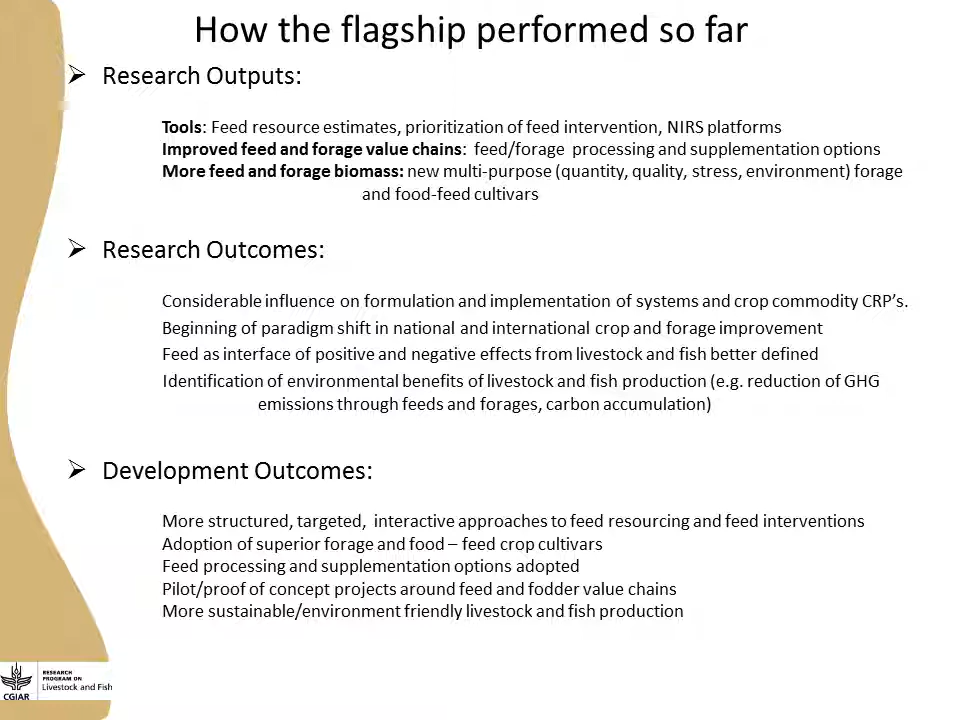 How the flagship performed so far
➢ Research Outputs:
Tools: Feed resource estimates, prioritization of feed intervention, NIRS platforms
Improved feed and forage value chains: feed/forage processing and supplementation options
More feed and forage biomass: new multi-purpose (quantity, quality, stress, environment) forage
and food-feed cultivars
➢ Research Outcomes:
Considerable influence on formulation and implementation of systems and crop commodity CRP's.
Beginning of paradigm shift in national and international crop and forage improvement
Feed as interface of positive and negative effects from livestock and fish better defined
Identification of environmental benefits of livestock and fish production (e.g. reduction of GHG
emissions through feeds and forages, carbon accumulation)
➢ Development Outcomes:
More structured, targeted, interactive approaches to feed resourcing and feed interventions
Adoption of superior forage and food – feed crop cultivars
Feed processing and supplementation options adopted
Pilot/proof of concept projects around feed and fodder value chains
More sustainable/environment friendly livestock and fish production
CGIAR
RESEARCH
PROGRAM ON
Livestock and Fish